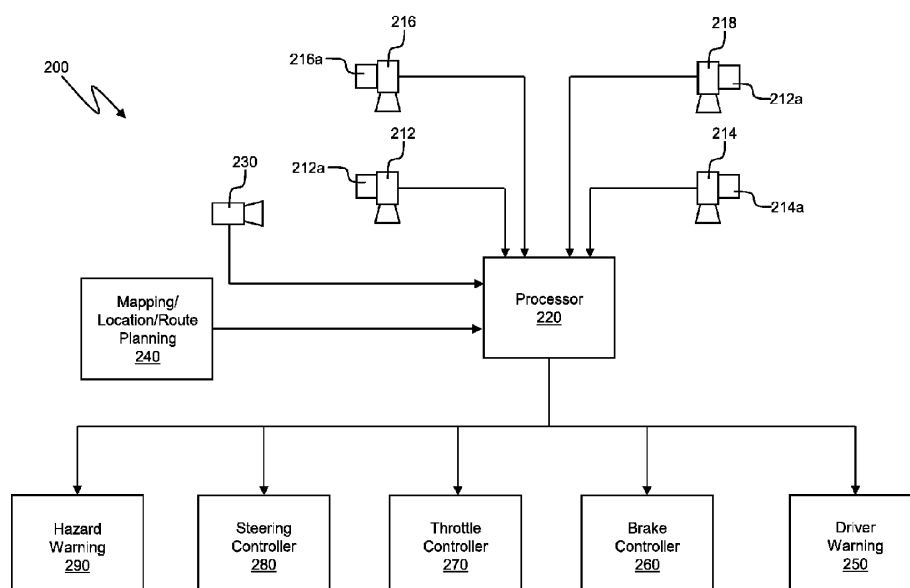 216
218
216a
200
212a
212
214
230
212a
214a
Mapping/
Location/Route
Planning
240
Processor
220
Hazard
Warning
290
Steering
Controller
280
Throttle
Controller
270
Brake
Controller
260
Driver
Warning
250